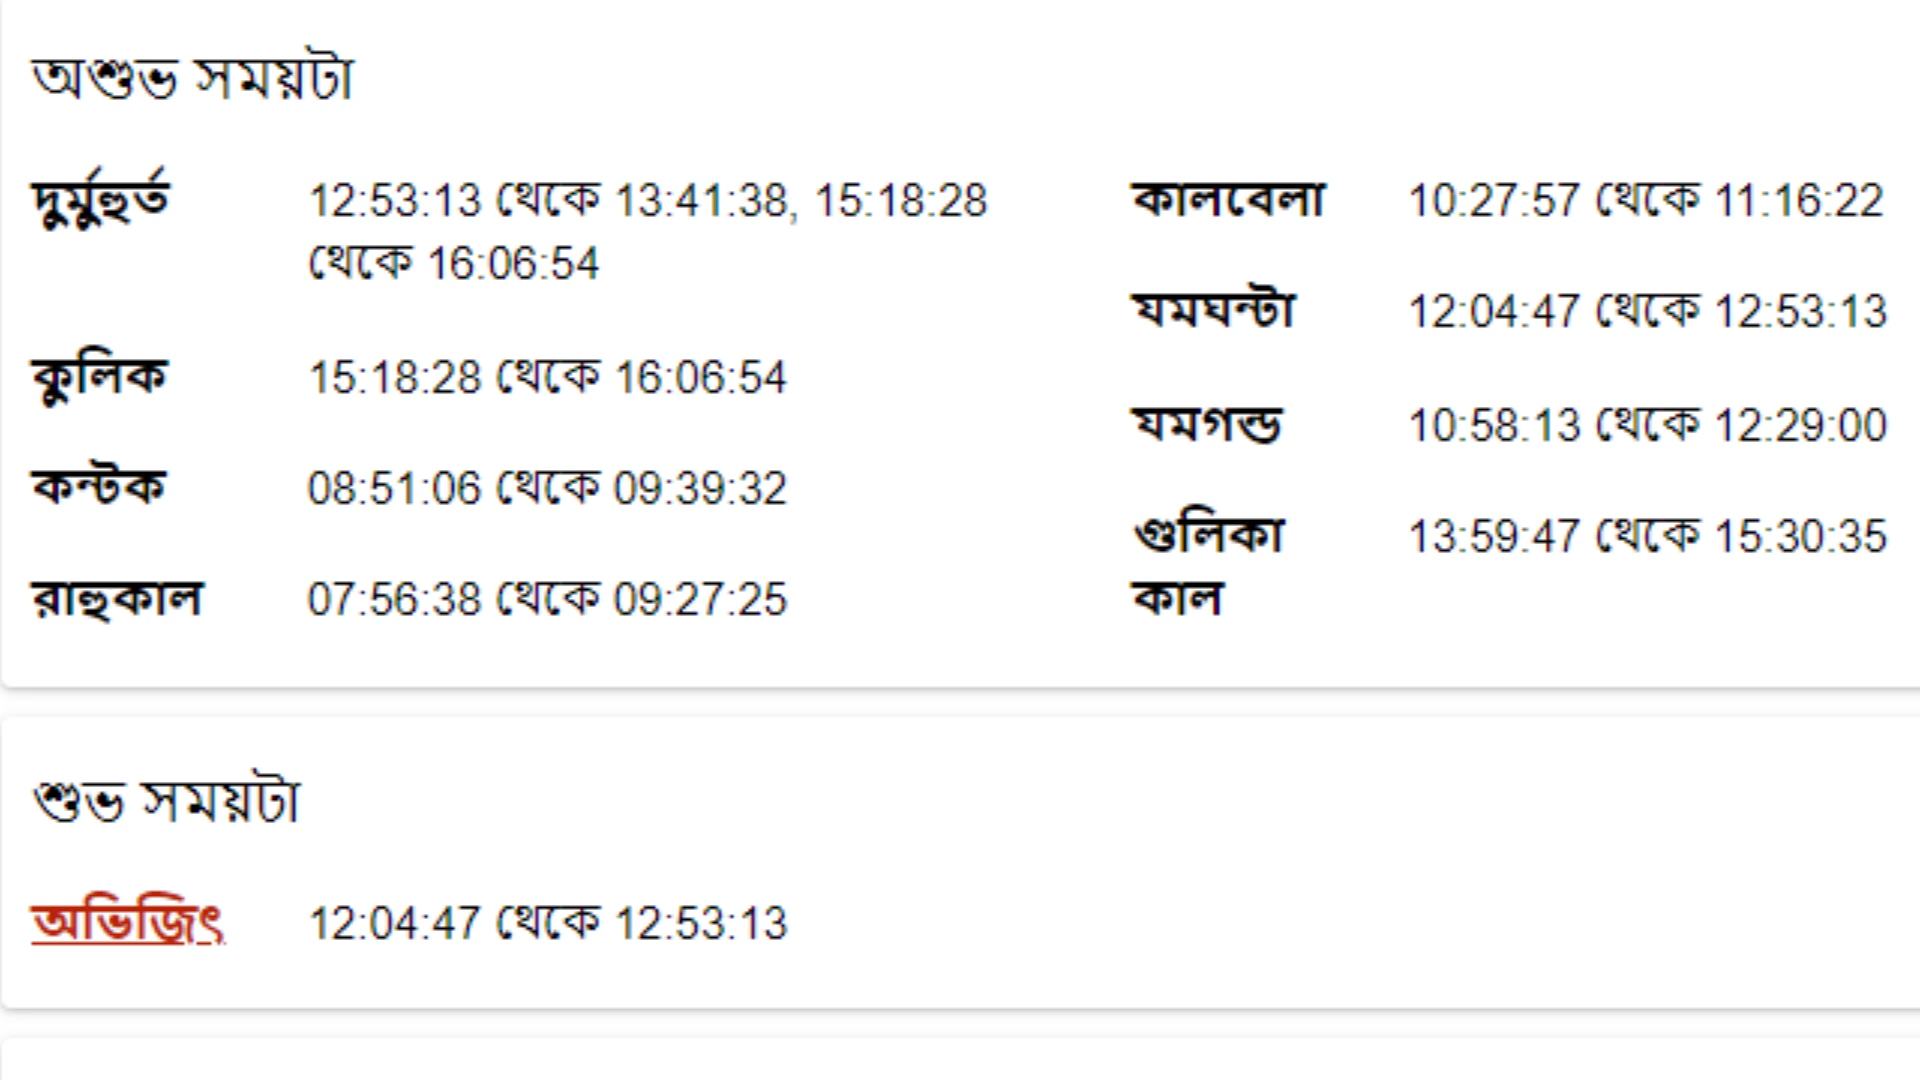 অশুভ সময়টা
দুর্মুহুর্ত 12:53:13 থেকে 13:41:38, 15:18:28
থেকে 16:06:54
কুলিক 15:18:28 থেকে 16:06:54
কন্টক 08:51:06 থেকে 09:39:32
রাহুকাল 07:56:38 থেকে 09:27:25
কালবেলা 10:27:57 থেকে 11:16:22
যমঘন্টা 12:04:47 থেকে 12:53:13
যমগন্ড 10:58:13 থেকে 12:29:00
গুলিকা 13:59:47 থেকে 15:30:35
কাল
শুভ সময়টা
অভিজিৎ 12:04:47 থেকে 12:53:13